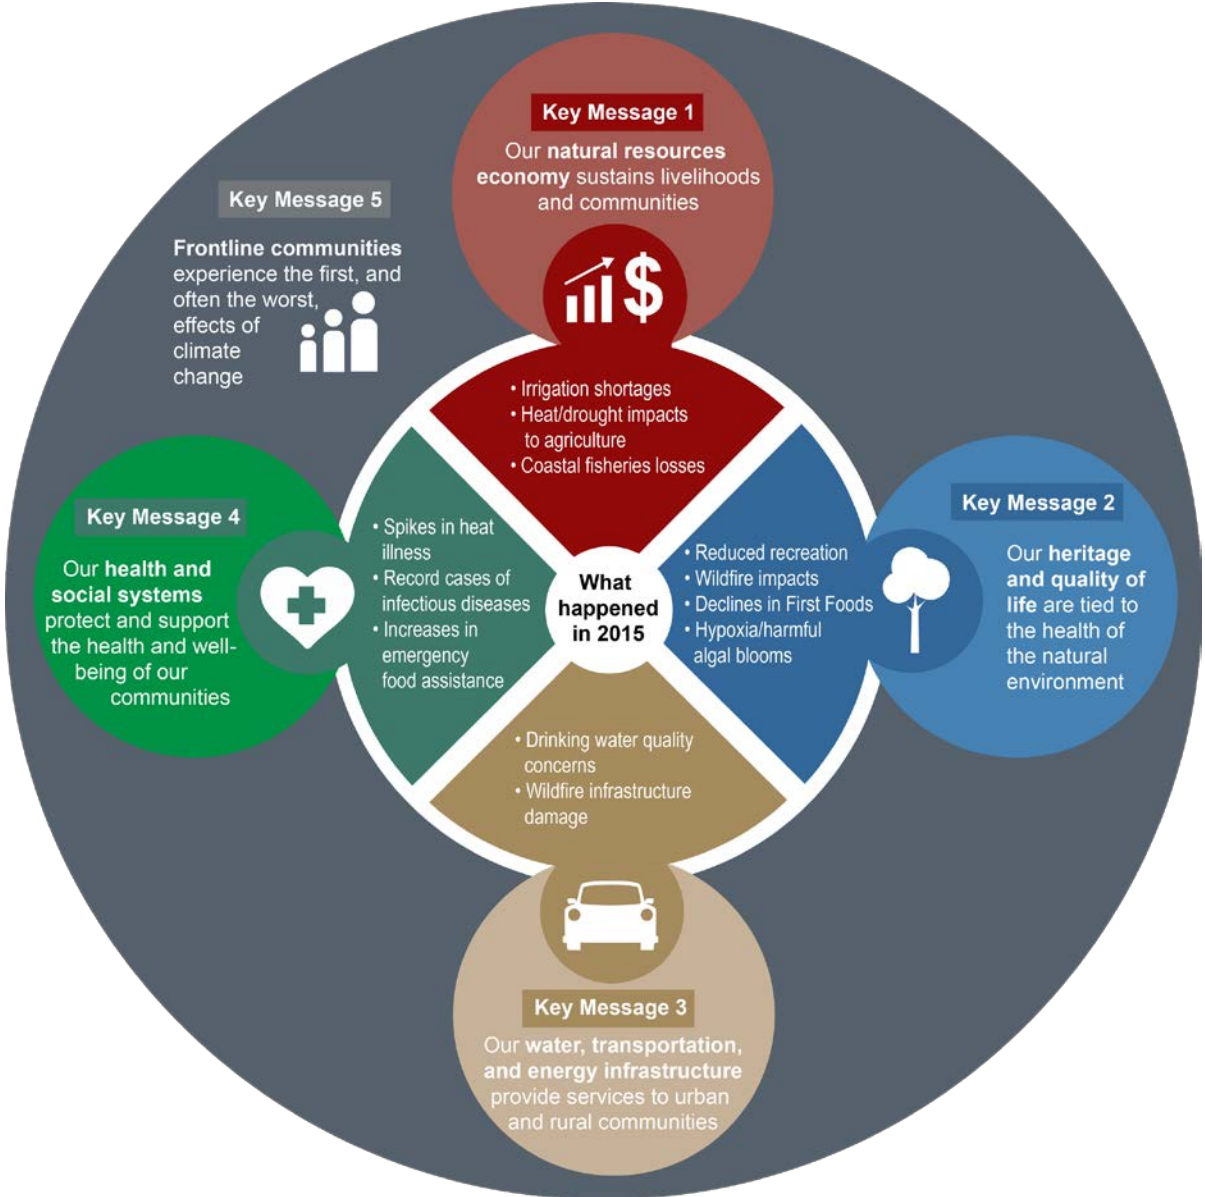 Key Message 1
Our natural resources
economy sustains livelihoods
and communities
$
• Irrigation shortages
• Heat/drought impacts
to agriculture
• Coastal fisheries losses
Key Message 5
Frontline communities
experience the first, and
often the worst,
effects of
climate
change
Key Message 4
Our health and
social systems
protect and support
the health and well-
being of our
communities
• Spikes in heat
illness
• Record cases of
infectious diseases
• Increases in
emergency
food assistance
What
happened
in 2015
• Reduced recreation
• Wildfire impacts
• Declines in First Foods
• Hypoxia/harmful
algal blooms
Key Message 2
Our heritage
and quality of
life are tied to
the health of
the natural
environment
• Drinking water quality
concerns
• Wildfire infrastructure
damage
Key Message 3
Our water, transportation,
and energy infrastructure
provide services to urban
and rural communities